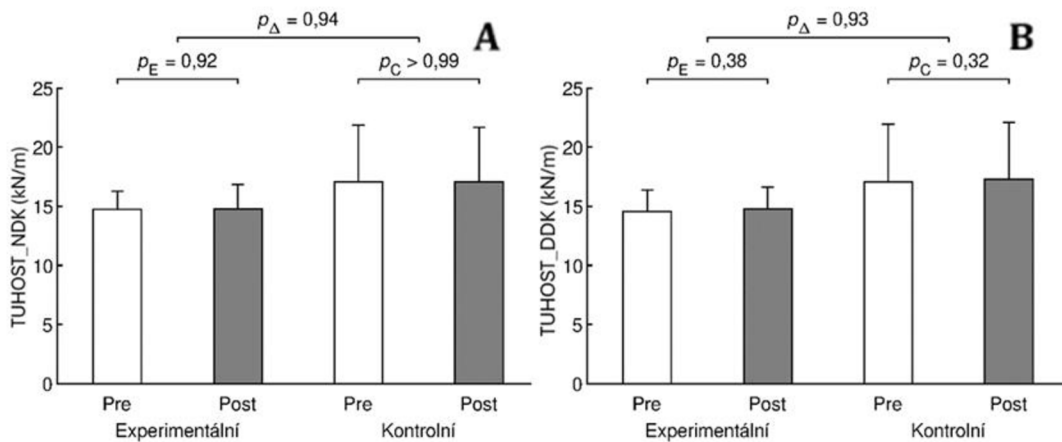 p_Δ = 0,94
A
p_E = 0,92
p_C > 0,99
25
20
15
10
5
0
TUHOST_NDK (kN/m)
Pre
Post
Pre
Post
Experimentální
Kontrolní
p_Δ = 0,93
B
p_E = 0,38
p_C = 0,32
25
20
15
10
5
0
TUHOST_DDK (kN/m)
Pre
Post
Pre
Post
Experimentální
Kontrolní